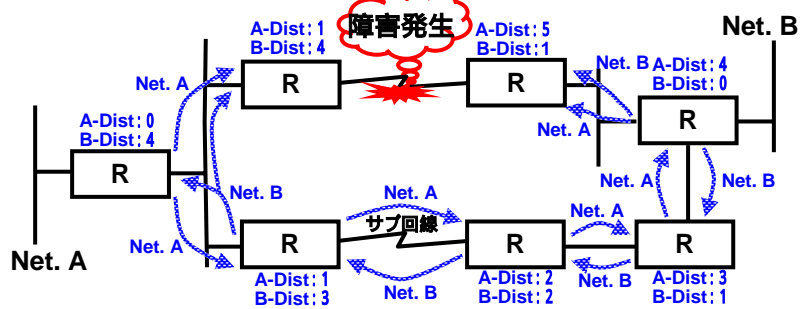 A-Dist:1
B-Dist:4
障害発生
A-Dist:5
B-Dist:1
Net. B
Net. A
R
R
Net. B
A-Dist:4
B-Dist:0
A-Dist:0
B-Dist:4
R
Net. A
R
Net. B
Net. A
Net. A
Net. B
Net. A
サブ回線
Net. A
R
R
R
Net. A
A-Dist:1
B-Dist:3
Net. B
A-Dist:2
B-Dist:2
Net. B
A-Dist:3
B-Dist:1